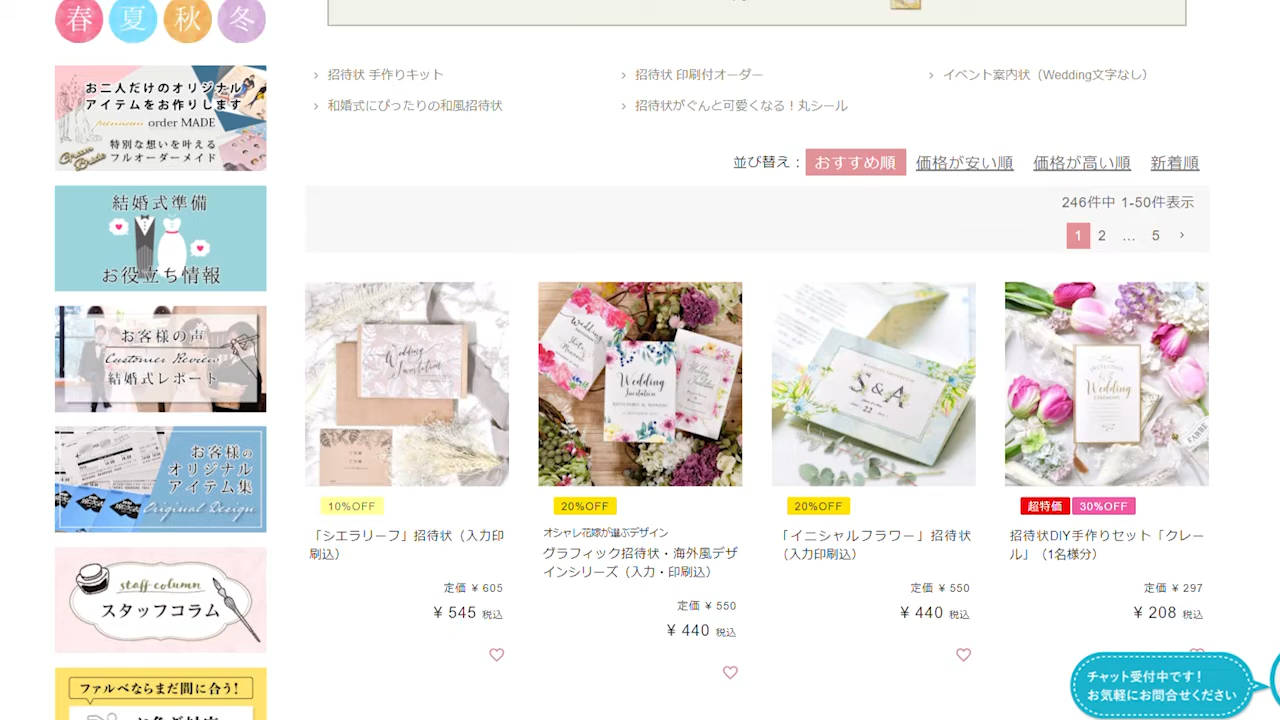 春 夏 秋 冬
お二人だけのオリジナル
アイテムをお作りします
premium order MADE
特別な想いを叶える
フルオーダーメイド
結婚式準備
お役立ち情報
お客様の声
Customer Review
結婚式レポート
お客様の
オリジナル
アイテム集
Original Design
staff column
スタッフコラム
ファルベならまだ間に合う!
› 招待状 手作りキット
› 招待状 印刷付オーダー
› イベント案内状（Wedding文字なし）
› 和婚式にぴったりの和風招待状
› 招待状がぐんと可愛くなる！丸シール
並び替え： おすすめ順 価格が安い順 価格が高い順 新着順
246件中 1-50件表示
1 2 … 5 ›
Wedding
Invitation
10%OFF
「シエラリーフ」招待状（入力印
刷込）
定価 ¥ 605
¥ 545 税込
Wedding
Invitation
20%OFF
オシャレ花嫁が選ぶデザイン
グラフィック招待状・海外風デザ
インシリーズ（入力・印刷込）
定価 ¥ 550
¥ 440 税込
S & A
22
20%OFF
「イニシャルフラワー」招待状
（入力印刷込）
定価 ¥ 550
¥ 440 税込
Wedding
FARBE
超特価 30%OFF
招待状DIY手作りセット「クレー
ル」（1名様分）
定価 ¥ 297
¥ 208 税込
チャット受付中です！
お気軽にお問合せください